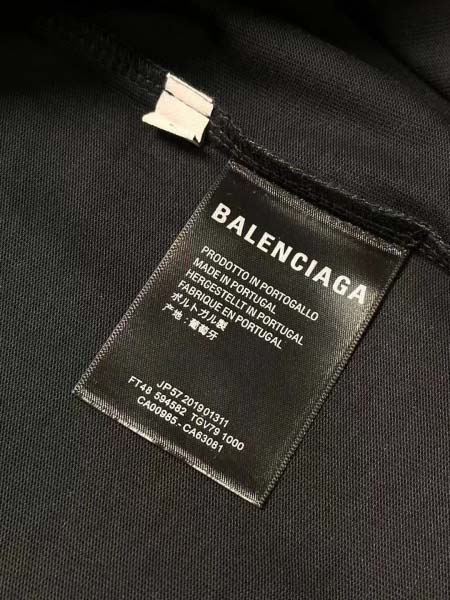 BALENCIAGA
PRODOTTO IN PORTOGALLO
MADE IN PORTUGAL
HERGESTELLT IN PORTUGAL
FABRIQUE EN PORTUGAL
ポルトガル製
产地:葡萄牙
JP57 201901311
FT48 594582 TGV79 1000
CA00985-CA63081